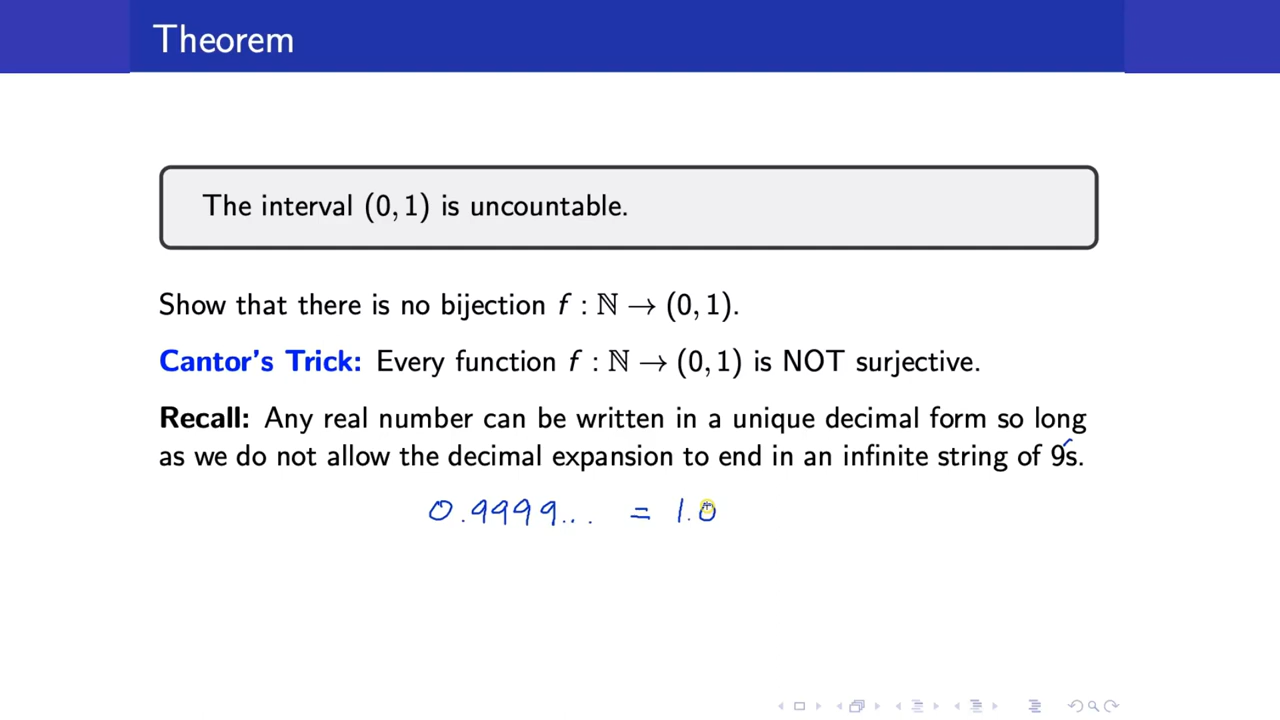 Theorem
The interval (0, 1) is uncountable.
Show that there is no bijection f : ℕ → (0, 1).
Cantor's Trick: Every function f : ℕ → (0, 1) is NOT surjective.
Recall: Any real number can be written in a unique decimal form so long
as we do not allow the decimal expansion to end in an infinite string of 9's.
0.9999... = 1.0